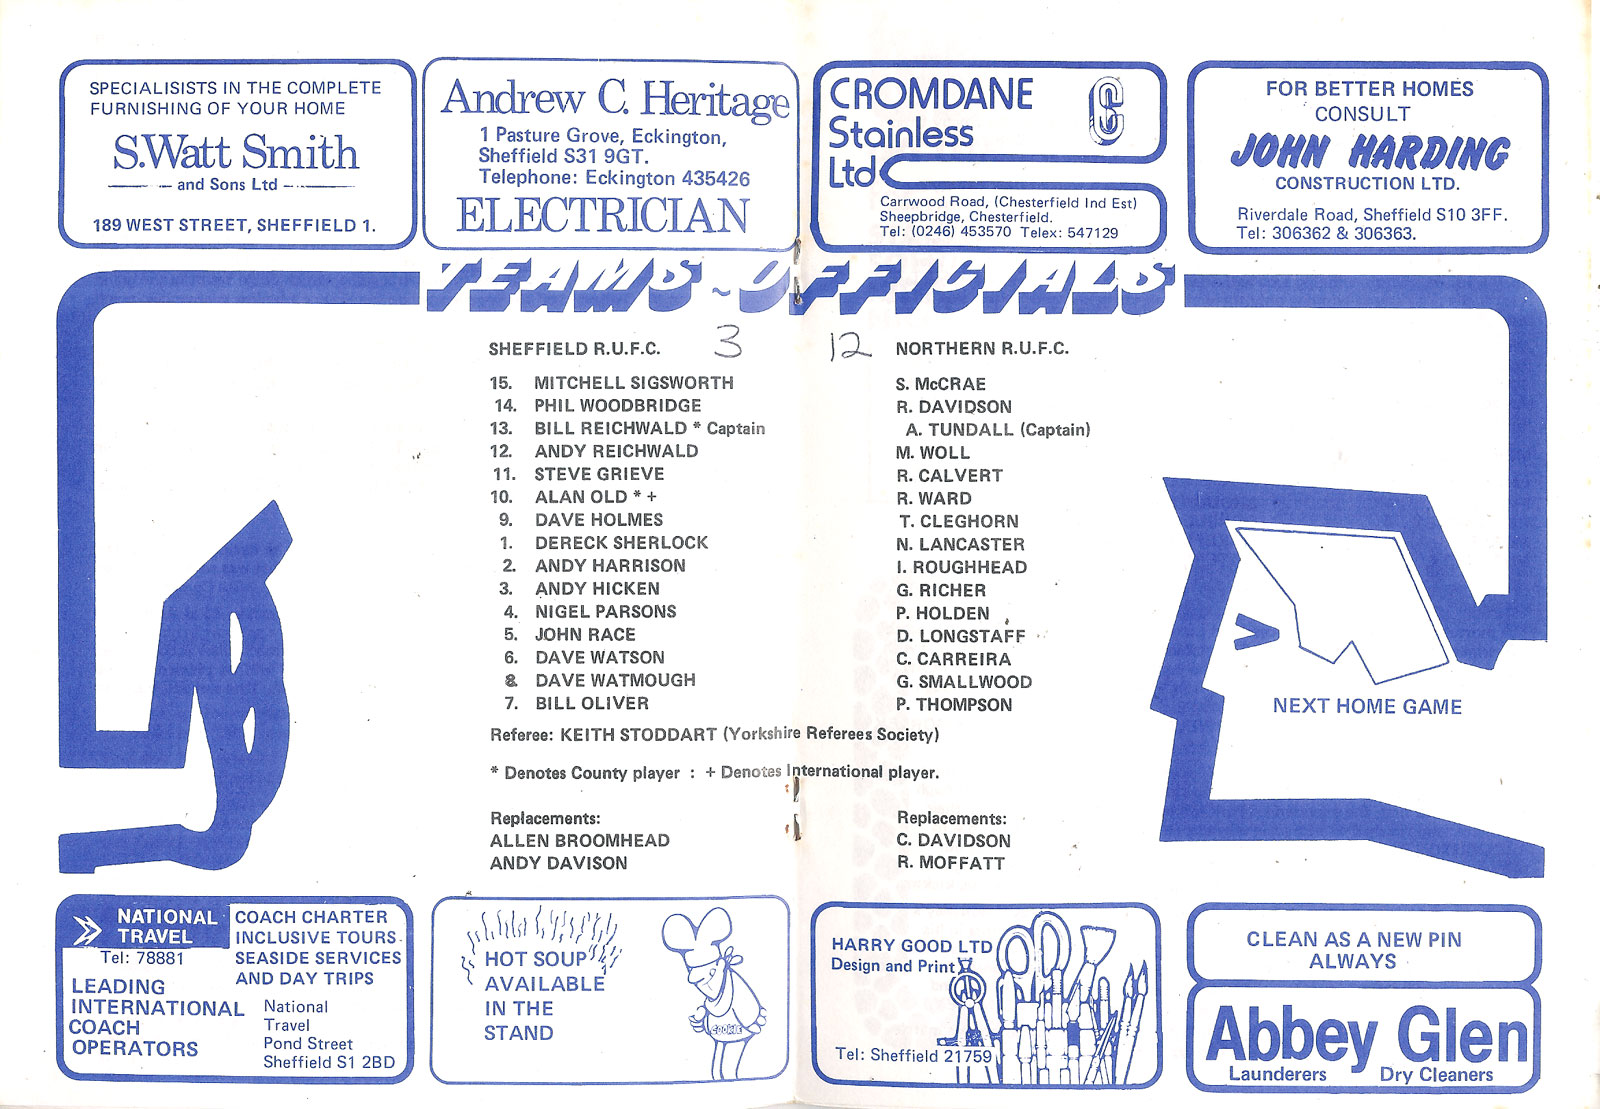 SPECIALISISTS IN THE COMPLETE
FURNISHING OF YOUR HOME
S.Watt Smith
and Sons Ltd
189 WEST STREET, SHEFFIELD 1.
Andrew C. Heritage
1 Pasture Grove, Eckington,
Sheffield S31 9GT.
Telephone: Eckington 435426
ELECTRICIAN
CROMDANE
Stainless
Ltd
Carrwood Road, (Chesterfield Ind Est)
Sheepbridge, Chesterfield.
Tel: (0246) 453570 Telex: 547129
FOR BETTER HOMES
CONSULT
JOHN HARDING
CONSTRUCTION LTD.
Riverdale Road, Sheffield S10 3FF.
Tel: 306362 & 306363.
TEAMS ~ OFFICIALS
SHEFFIELD R.U.F.C. 3
15. MITCHELL SIGSWORTH
14. PHIL WOODBRIDGE
13. BILL REICHWALD * Captain
12. ANDY REICHWALD
11. STEVE GRIEVE
10. ALAN OLD * +
9. DAVE HOLMES
1. DERECK SHERLOCK
2. ANDY HARRISON
3. ANDY HICKEN
4. NIGEL PARSONS
5. JOHN RACE
6. DAVE WATSON
8. DAVE WATMOUGH
7. BILL OLIVER
12 NORTHERN R.U.F.C.
S. McCRAE
R. DAVIDSON
A. TUNDALL (Captain)
M. WOLL
R. CALVERT
R. WARD
T. CLEGHORN
N. LANCASTER
I. ROUGHHEAD
G. RICHER
P. HOLDEN
D. LONGSTAFF
C. CARREIRA
G. SMALLWOOD
P. THOMPSON
Referee: KEITH STODDART (Yorkshire Referees Society)
* Denotes County player : + Denotes International player.
Replacements:
ALLEN BROOMHEAD
ANDY DAVISON
Replacements:
C. DAVIDSON
R. MOFFATT
NEXT HOME GAME
NATIONAL
TRAVEL
Tel: 78881
COACH CHARTER
INCLUSIVE TOURS
SEASIDE SERVICES
AND DAY TRIPS
LEADING
INTERNATIONAL
COACH
OPERATORS
National
Travel
Pond Street
Sheffield S1 2BD
HOT SOUP
AVAILABLE
IN THE
STAND
COOKIE
HARRY GOOD LTD
Design and Print
Tel: Sheffield 21759
CLEAN AS A NEW PIN
ALWAYS
Abbey Glen
Launderers Dry Cleaners